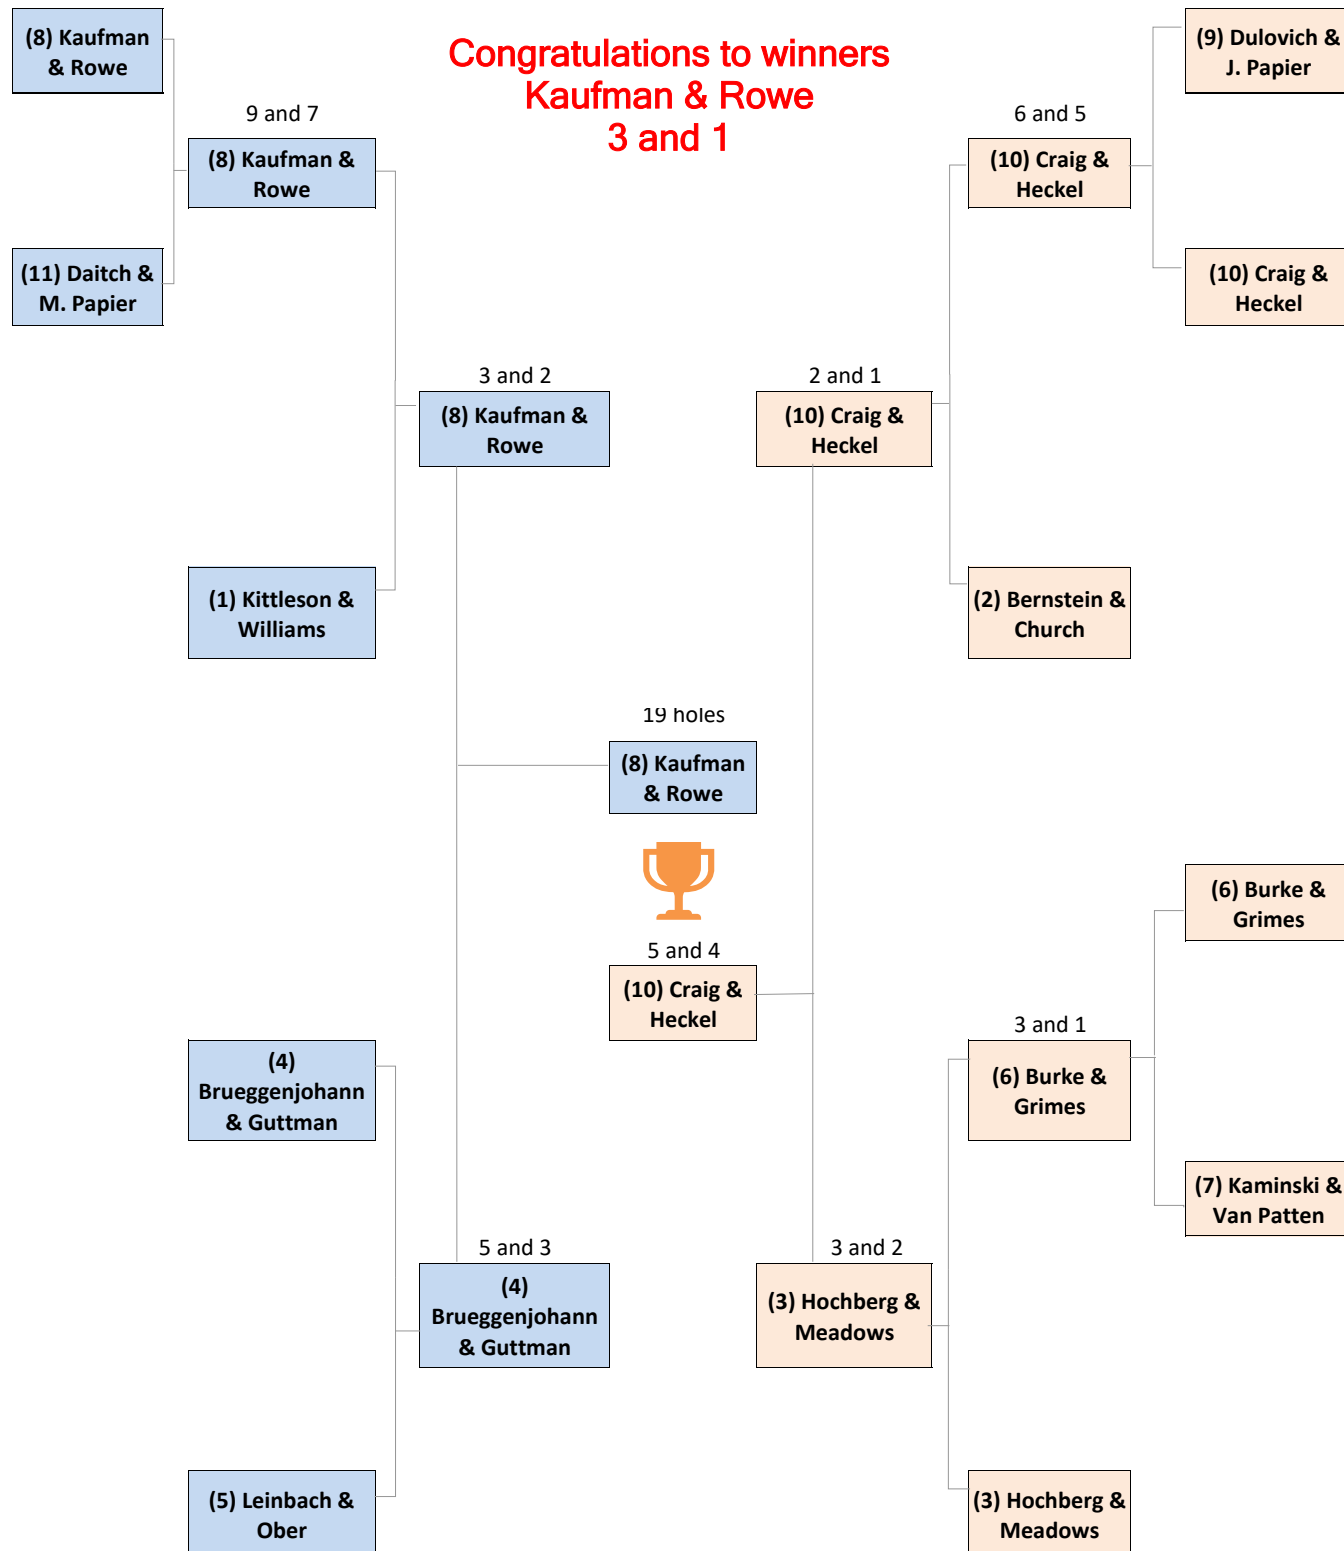 (8) Kaufman
& Rowe
Congratulations to winners
Kaufman & Rowe
3 and 1
(9) Dulovich &
J. Papier
9 and 7
(8) Kaufman &
Rowe
6 and 5
(10) Craig &
Heckel
(11) Daitch &
M. Papier
(10) Craig &
Heckel
3 and 2
(8) Kaufman &
Rowe
2 and 1
(10) Craig &
Heckel
(1) Kittleson &
Williams
(2) Bernstein &
Church
19 holes
(8) Kaufman
& Rowe
(6) Burke &
Grimes
5 and 4
(10) Craig &
Heckel
(4)
Brueggenjohann
& Guttman
3 and 1
(6) Burke &
Grimes
(7) Kaminski &
Van Patten
5 and 3
(4)
Brueggenjohann
& Guttman
3 and 2
(3) Hochberg &
Meadows
(5) Leinbach &
Ober
(3) Hochberg &
Meadows